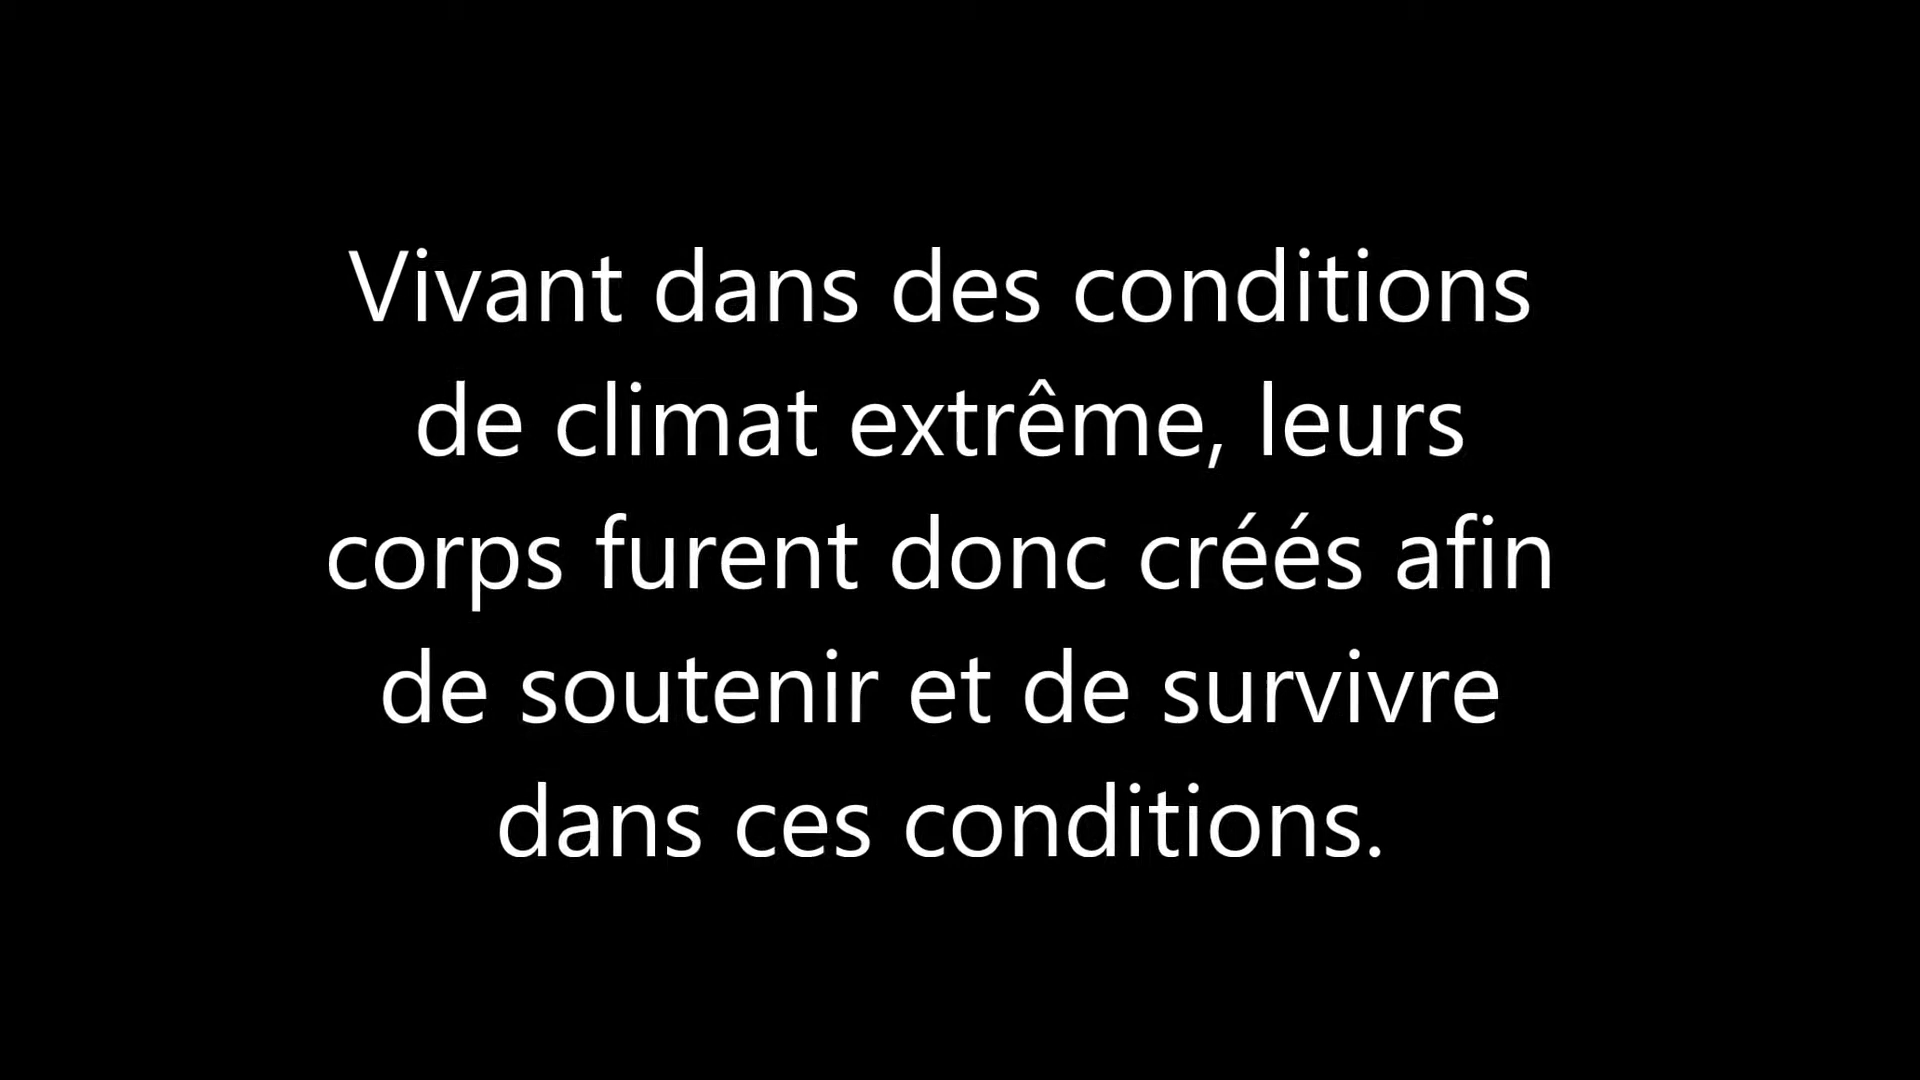 Vivant dans des conditions
de climat extrême, leurs
corps furent donc créés afin
de soutenir et de survivre
dans ces conditions.